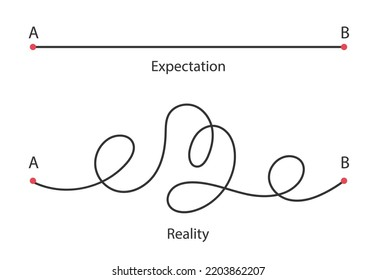 A B
Expectation
A B
Reality
shutterstock.com · 2203862207